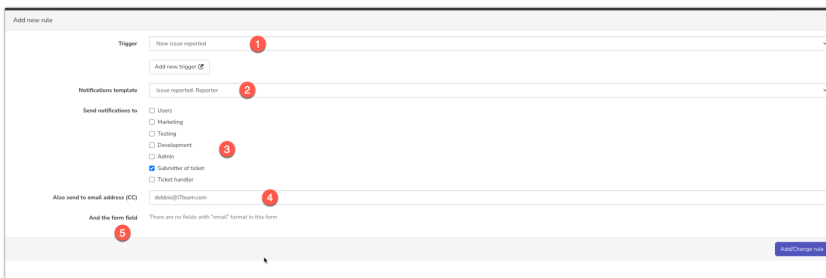 Add new rule
Trigger
New issue reported
1
Add new trigger
Notifications template
Issue reported: Reporter
2
Send notifications to
Users
Marketing
Testing
Development
Admin
3
Submitter of ticket
Ticket handler
Also send to email address (CC)
debbie@ITteam.com
4
And the form field
There are no fields with "email" format in this form
5
Add/Change rule